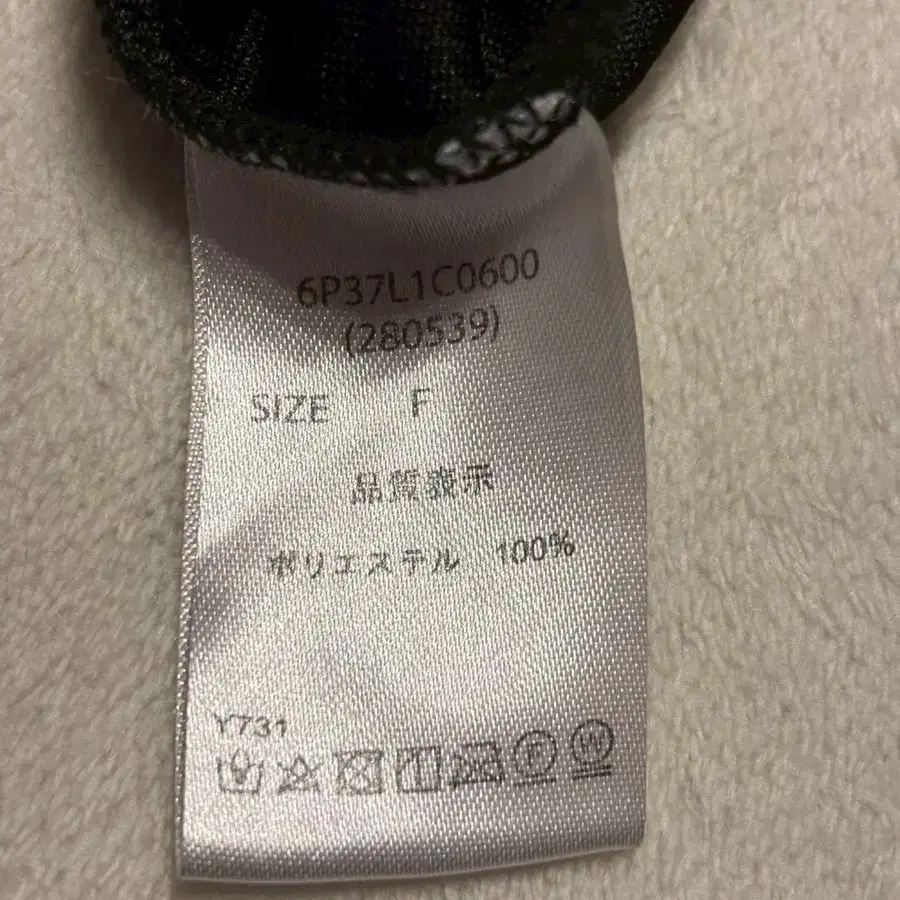 6P37L1C0600
(280539)
SIZE F
品質表示
ポリエステル 100%
Y731
F W